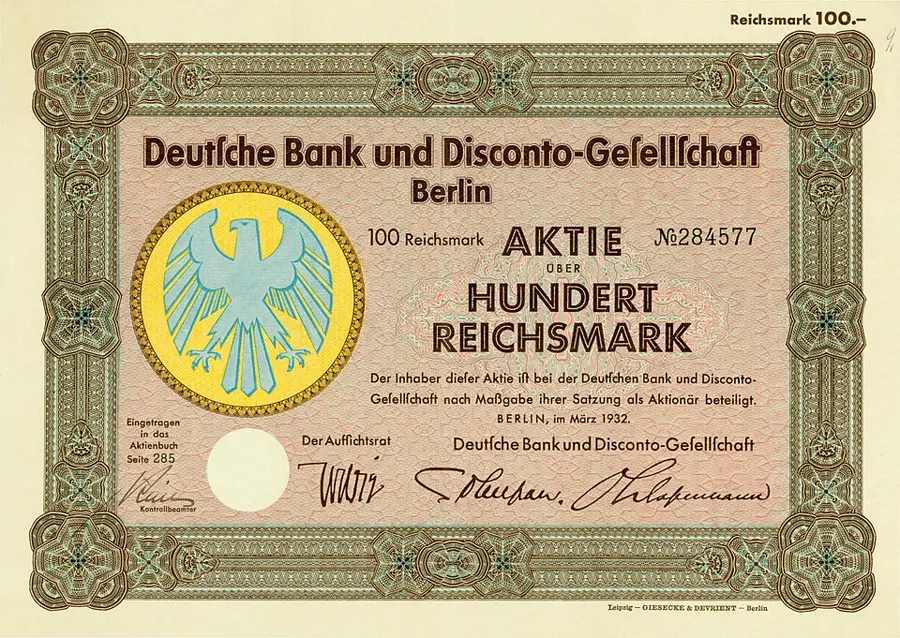 Reichsmark 100.–
Deutſche Bank und Disconto-Geſellſchaft
Berlin
100 Reichsmark AKTIE № 284577
ÜBER
HUNDERT
REICHSMARK
Der Inhaber dieſer Aktie iſt bei der Deutſchen Bank und Disconto-
Geſellſchaft nach Maßgabe ihrer Satzung als Aktionär beteiligt.
BERLIN, im März 1932.
Eingetragen
in das
Aktienbuch
Seite 285
Kontrollbeamter
Der Aufſichtsrat
Deutſche Bank und Disconto-Geſellſchaft
Leipzig – GIESECKE & DEVRIENT – Berlin